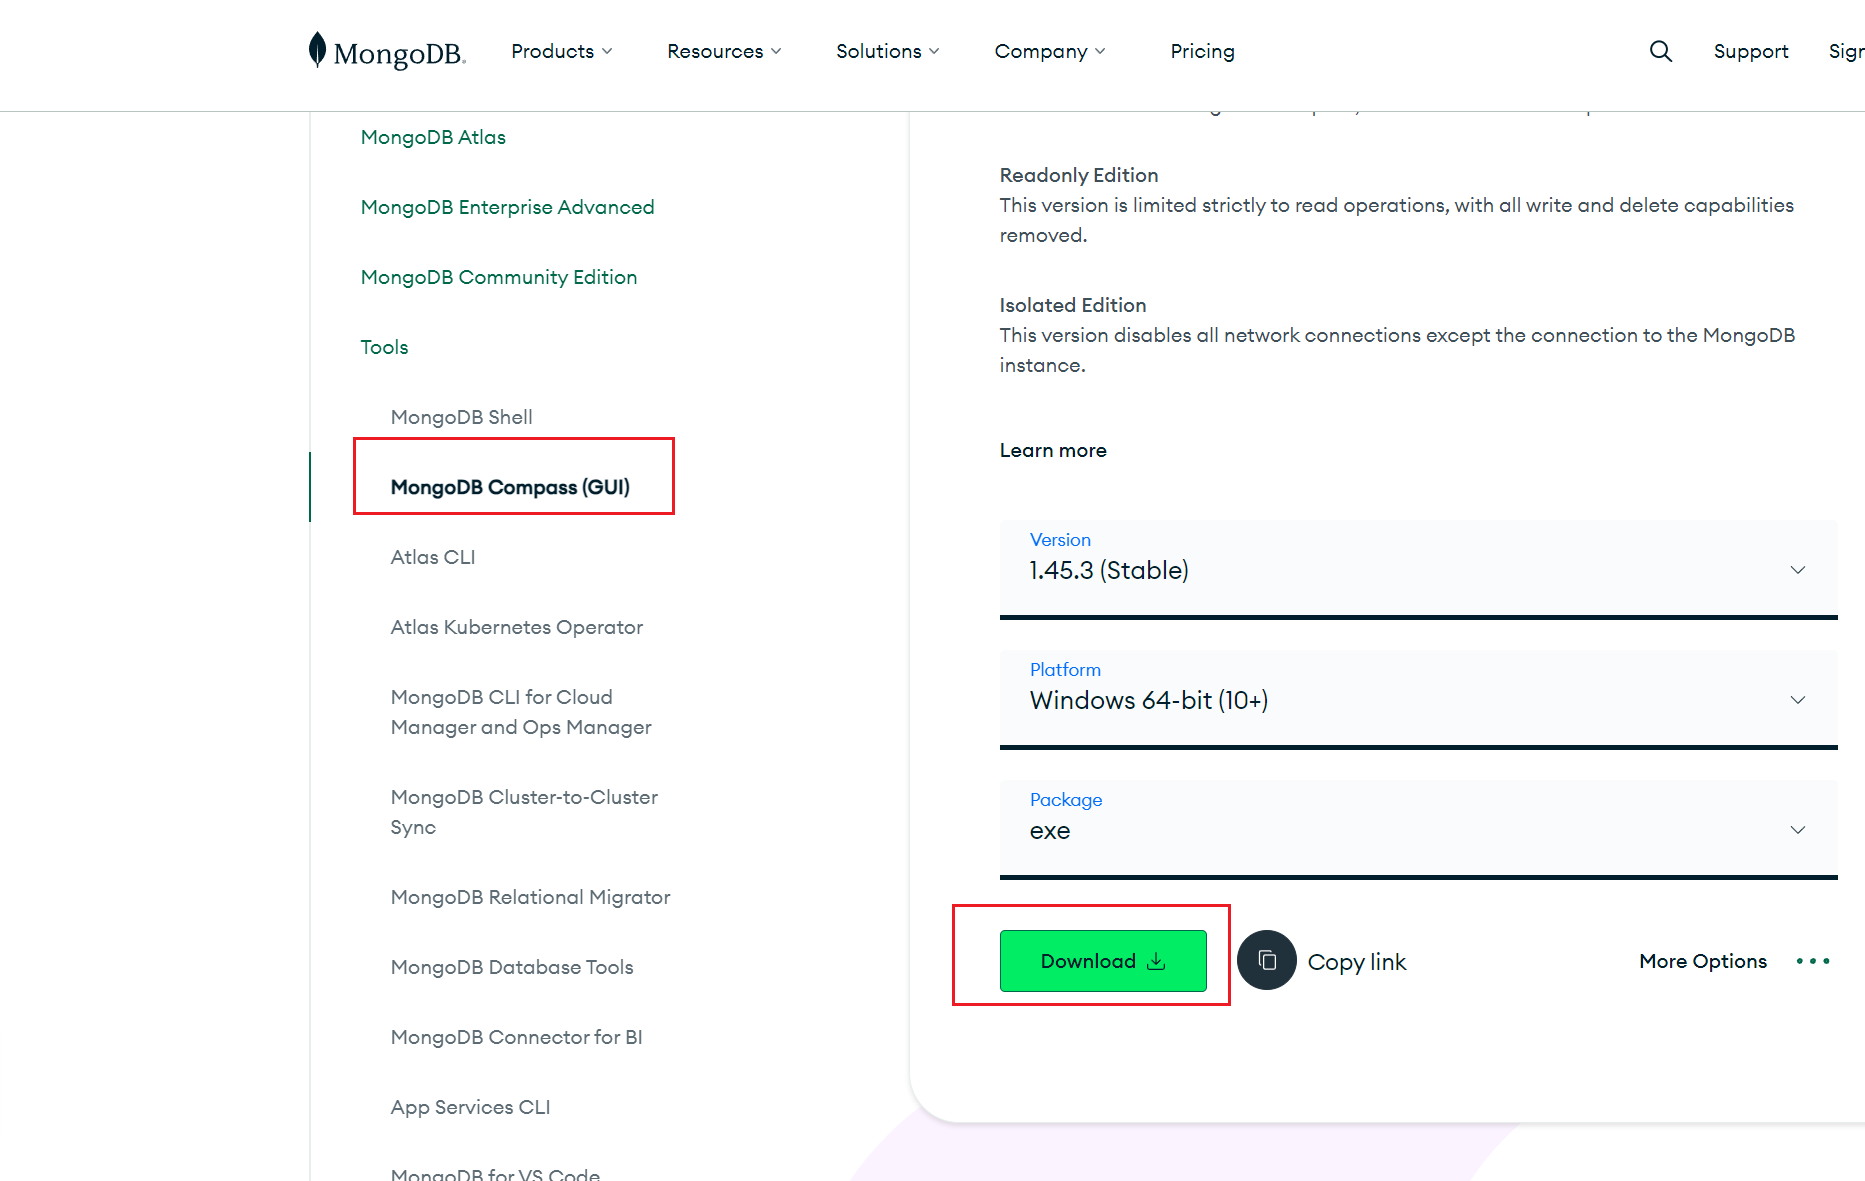 MongoDB.
Products
Resources
Solutions
Company
Pricing
Support
MongoDB Atlas
MongoDB Enterprise Advanced
MongoDB Community Edition
Tools
MongoDB Shell
MongoDB Compass (GUI)
Atlas CLI
Atlas Kubernetes Operator
MongoDB CLI for Cloud
Manager and Ops Manager
MongoDB Cluster-to-Cluster
Sync
MongoDB Relational Migrator
MongoDB Database Tools
MongoDB Connector for BI
App Services CLI
MongoDB for VS Code
Readonly Edition
This version is limited strictly to read operations, with all write and delete capabilities
removed.
Isolated Edition
This version disables all network connections except the connection to the MongoDB
instance.
Learn more
Version
1.45.3 (Stable)
Platform
Windows 64-bit (10+)
Package
exe
Download
Copy link
More Options